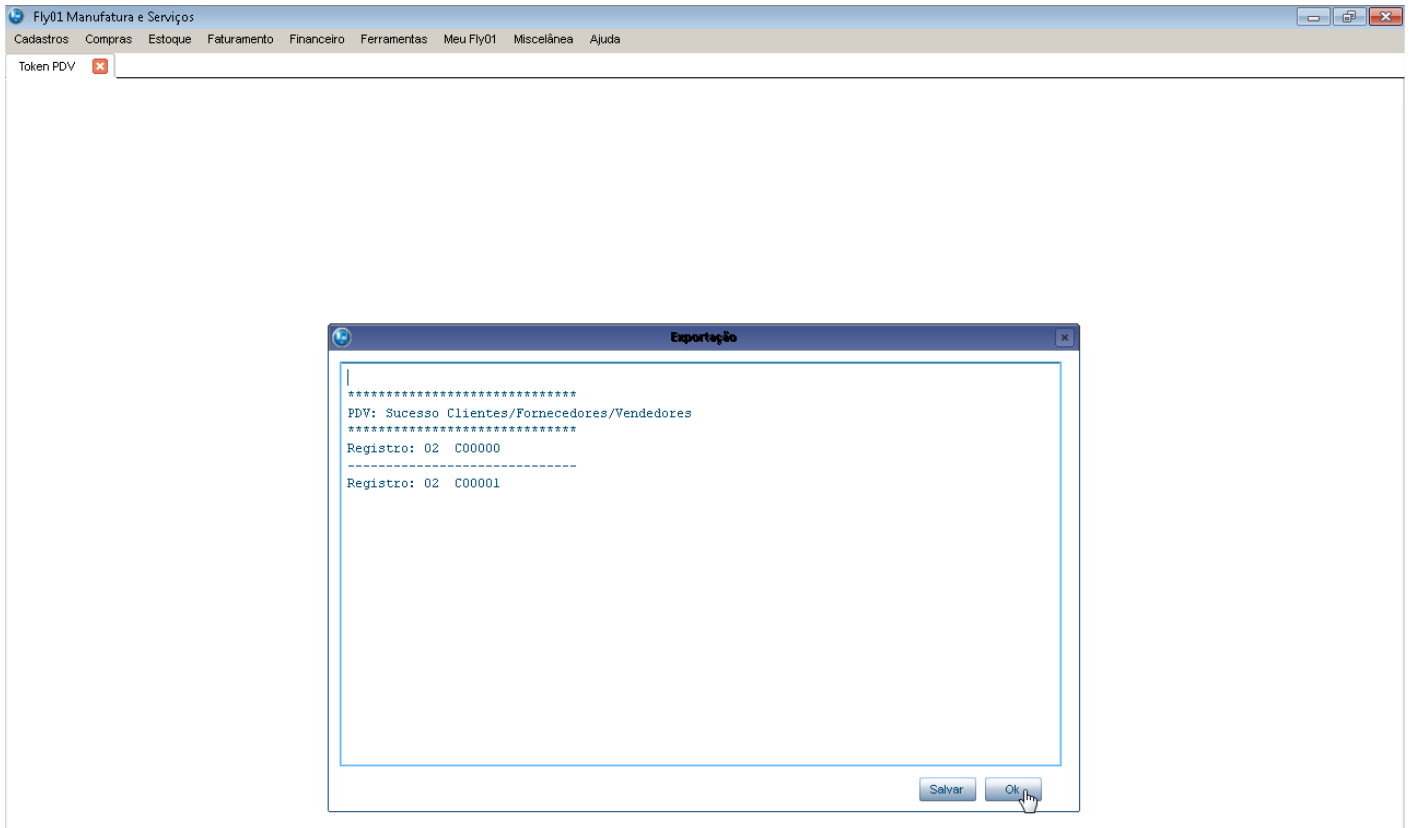 Fly01 Manufatura e Serviços
Cadastros Compras Estoque Faturamento Financeiro Ferramentas Meu Fly01 Miscelânea Ajuda
Token PDV
Exportação
******************************
PDV: Sucesso Clientes/Fornecedores/Vendedores
******************************
Registro: 02  C00000
------------------------------
Registro: 02  C00001
Salvar Ok